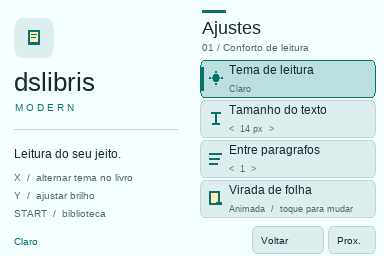 dslibris
MODERN
Leitura do seu jeito.
X / alternar tema no livro
Y / ajustar brilho
START / biblioteca
Claro
Ajustes
01 / Conforto de leitura
Tema de leitura
Claro
Tamanho do texto
< 14 px >
Entre paragrafos
< 1 >
Virada de folha
Animada / toque para mudar
Voltar
Prox.